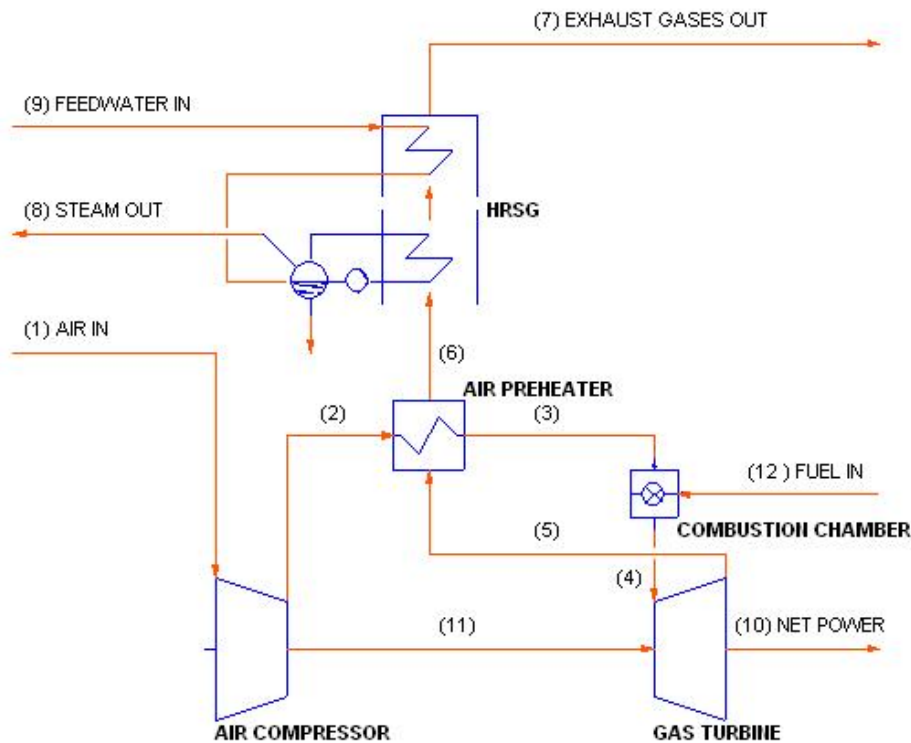 (7) EXHAUST GASES OUT
(9) FEEDWATER IN
(8) STEAM OUT
HRSG
(1) AIR IN
(6)
AIR PREHEATER
(2)
(3)
(12 ) FUEL IN
COMBUSTION CHAMBER
(5)
(4)
(11)
(10) NET POWER
AIR COMPRESSOR
GAS TURBINE